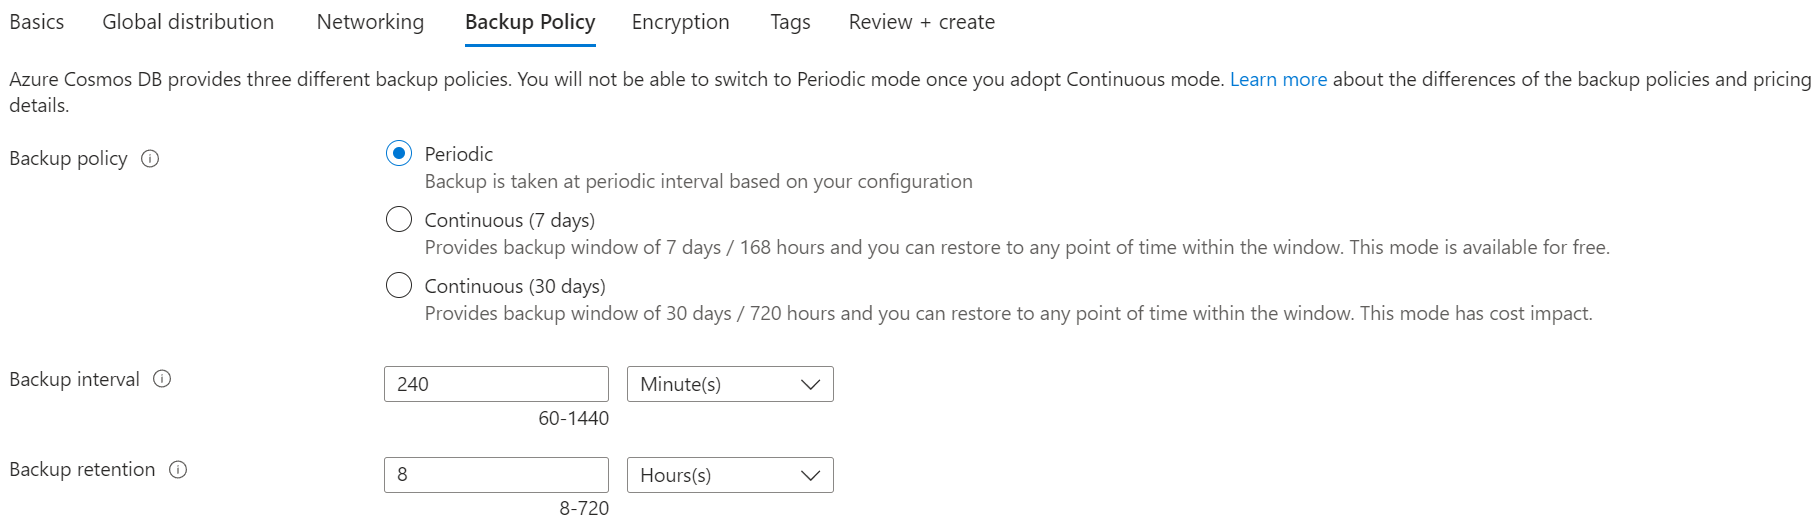 Basics Global distribution Networking Backup Policy Encryption Tags Review + create
Azure Cosmos DB provides three different backup policies. You will not be able to switch to Periodic mode once you adopt Continuous mode. Learn more about the differences of the backup policies and pricing
details.
Backup policy
Periodic
Backup is taken at periodic interval based on your configuration
Continuous (7 days)
Provides backup window of 7 days / 168 hours and you can restore to any point of time within the window. This mode is available for free.
Continuous (30 days)
Provides backup window of 30 days / 720 hours and you can restore to any point of time within the window. This mode has cost impact.
Backup interval 240 Minute(s)
60-1440
Backup retention 8 Hours(s)
8-720